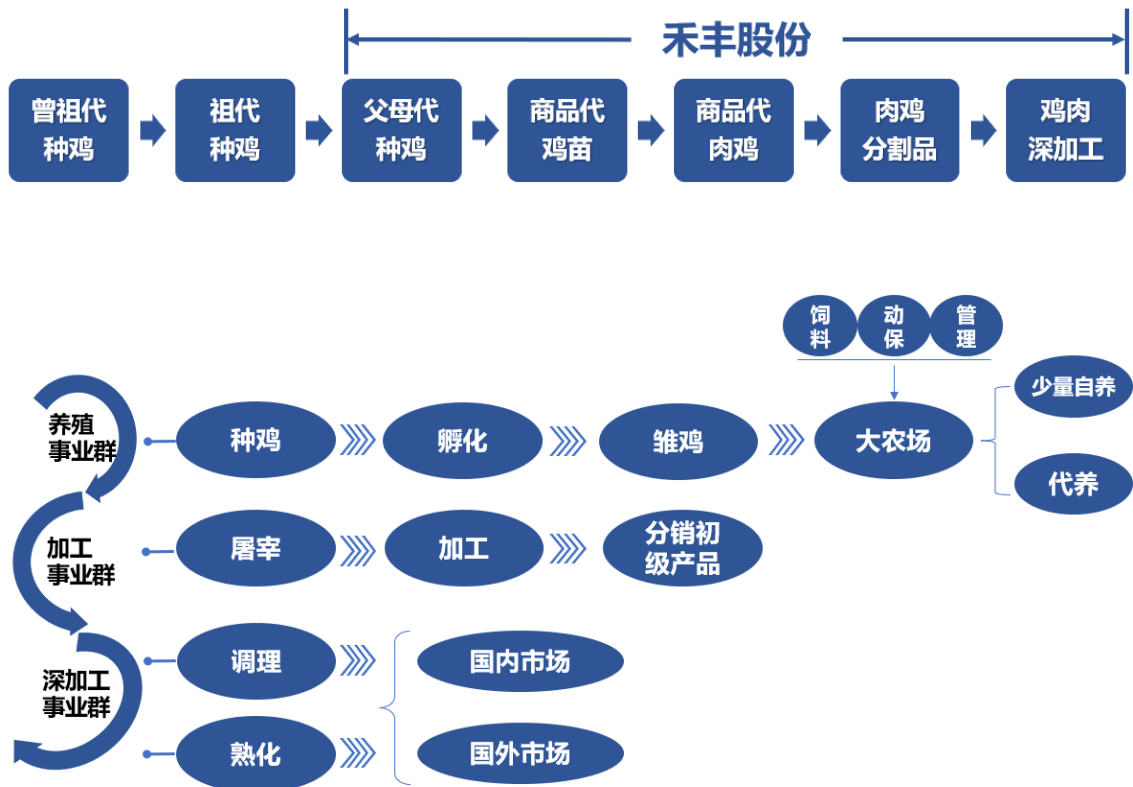 禾丰股份
曾祖代
种鸡
祖代
种鸡
父母代
种鸡
商品代
鸡苗
商品代
肉鸡
肉鸡
分割品
鸡肉
深加工
饲
料
动
保
管
理
养殖
事业群
种鸡
孵化
雏鸡
大农场
少量自养
代养
加工
事业群
屠宰
加工
分销初
级产品
深加工
事业群
调理
国内市场
熟化
国外市场